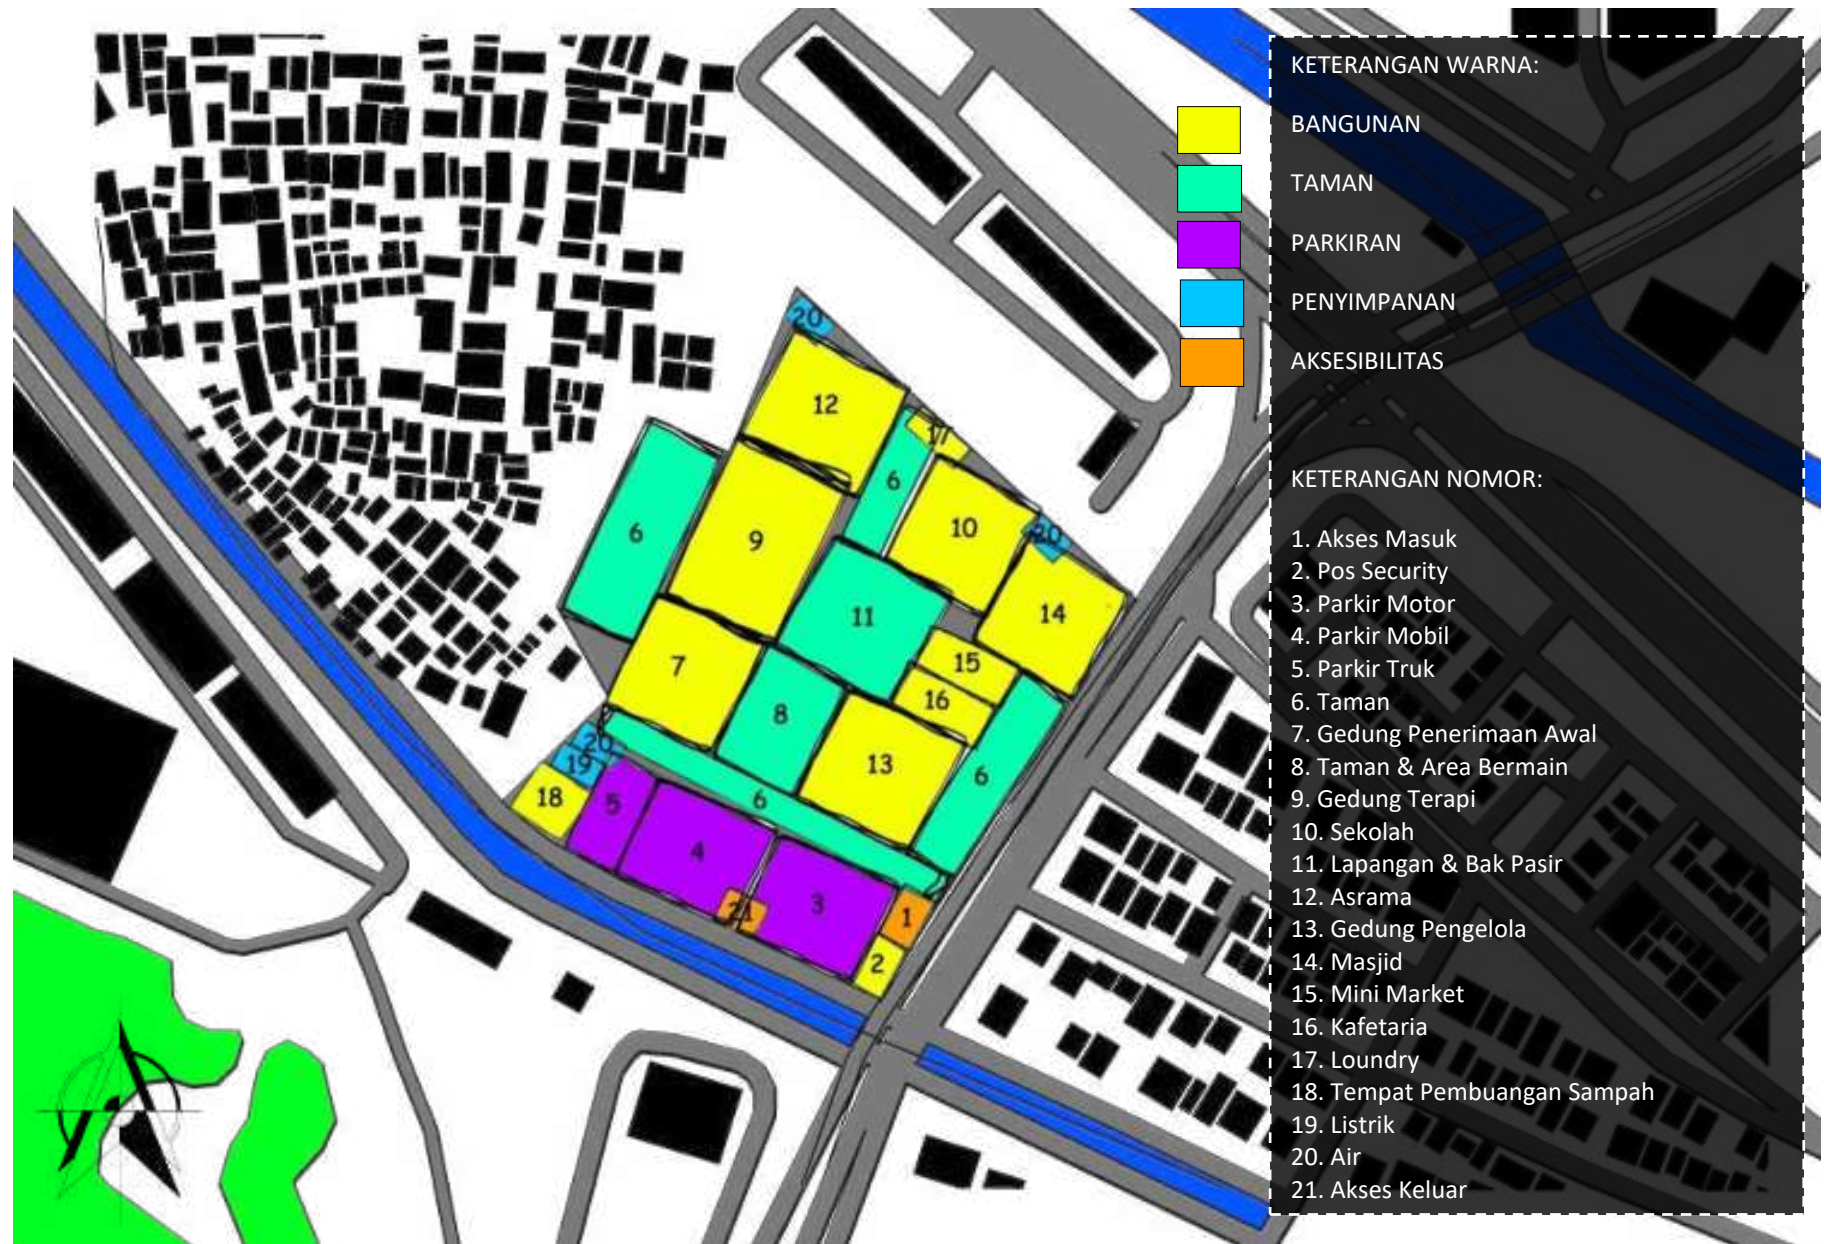 KETERANGAN WARNA:
BANGUNAN
TAMAN
PARKIRAN
PENYIMPANAN
AKSESIBILITAS
KETERANGAN NOMOR:
1. Akses Masuk
2. Pos Security
3. Parkir Motor
4. Parkir Mobil
5. Parkir Truk
6. Taman
7. Gedung Penerimaan Awal
8. Taman & Area Bermain
9. Gedung Terapi
10. Sekolah
11. Lapangan & Bak Pasir
12. Asrama
13. Gedung Pengelola
14. Masjid
15. Mini Market
16. Kafetaria
17. Loundry
18. Tempat Pembuangan Sampah
19. Listrik
20. Air
21. Akses Keluar
20
12
17
6
6
9
10
20
11
14
7
15
16
8
20
19
13
6
18
5
6
4
3
21
1
2